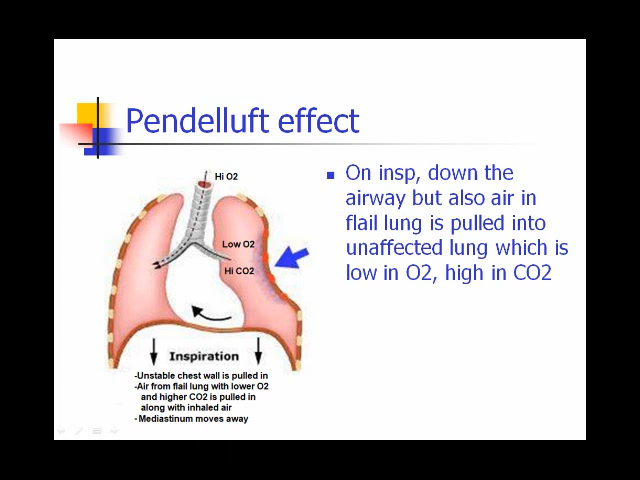 Pendelluft effect
On insp, down the
airway but also air in
flail lung is pulled into
unaffected lung which is
low in O2, high in CO2
Hi O2
Low O2
Hi CO2
Inspiration
-Unstable chest wall is pulled in
-Air from flail lung with lower O2
and higher CO2 is pulled in
along with inhaled air
- Mediastinum moves away